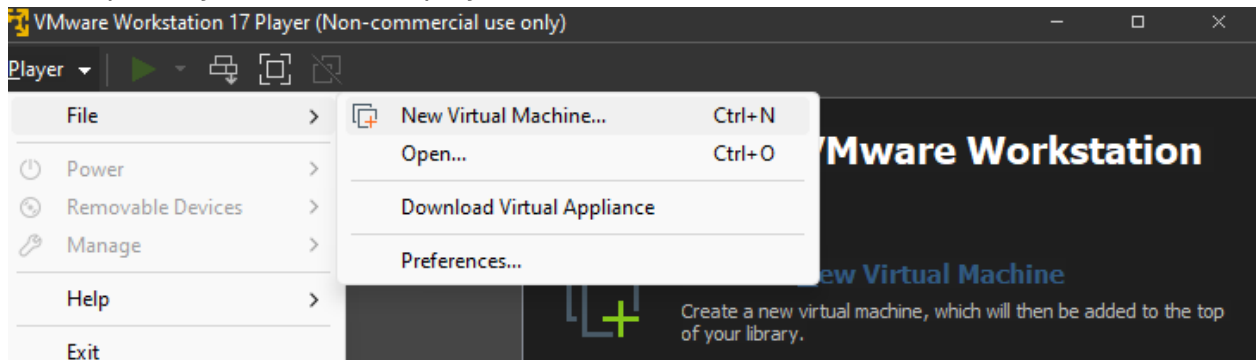 VMware Workstation 17 Player (Non-commercial use only)
Player
File
New Virtual Machine... Ctrl+N
Open... Ctrl+O
Power
Removable Devices
Download Virtual Appliance
Manage
Preferences...
Help
Exit
Mware Workstation
ew Virtual Machine
Create a new virtual machine, which will then be added to the top
of your library.